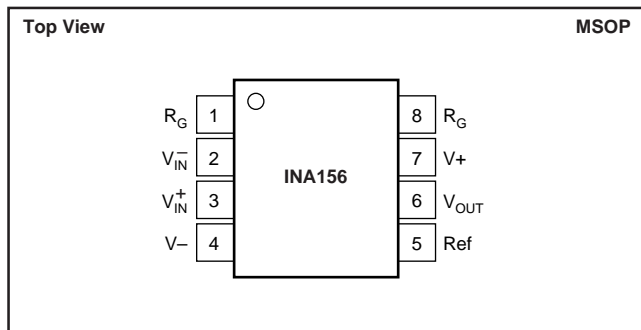 Top View MSOP
R_G 1 8 R_G
V_IN^– 2 7 V+
INA156
V_IN^+ 3 6 V_OUT
V– 4 5 Ref